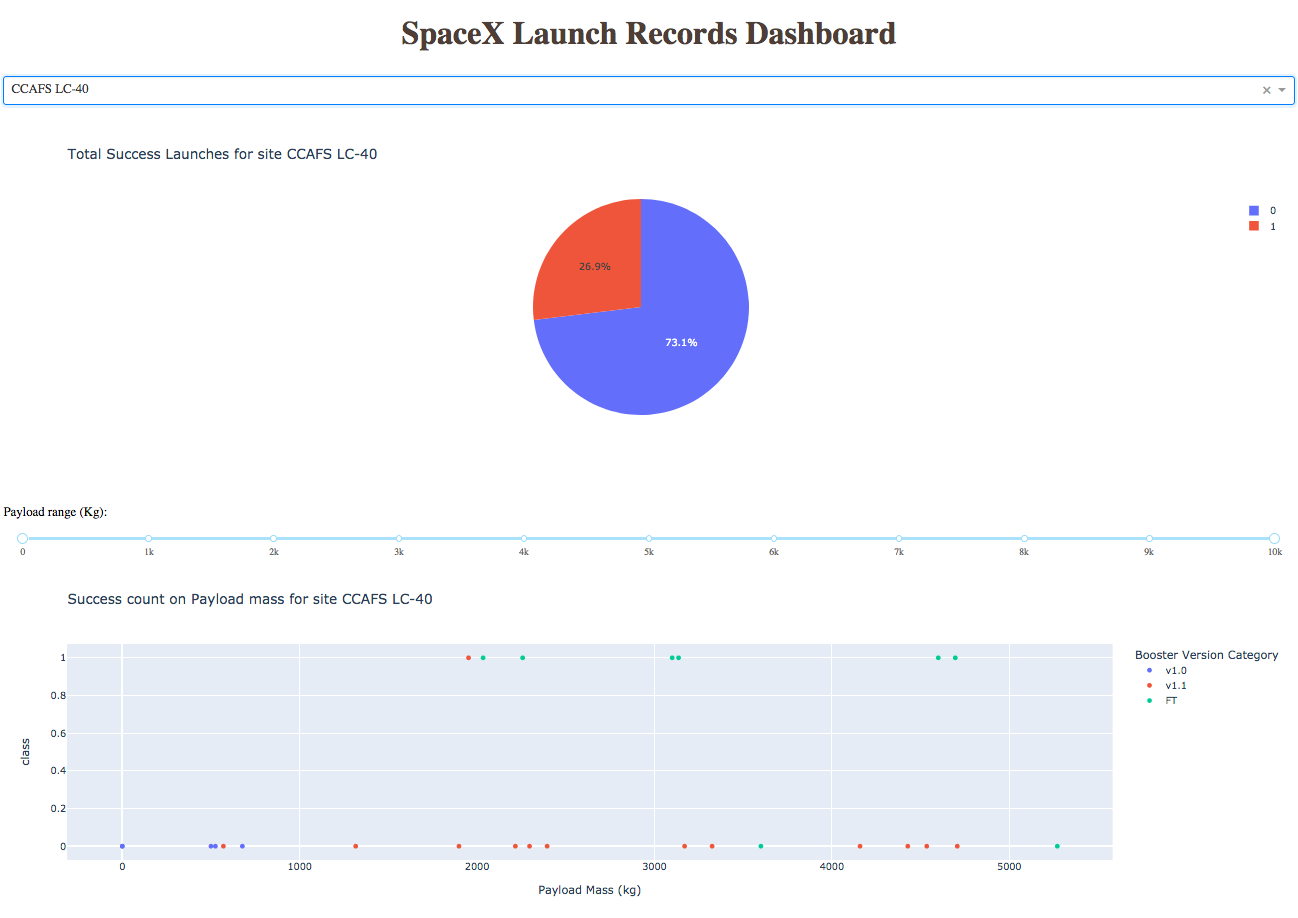 SpaceX Launch Records Dashboard
CCAFS LC-40
Total Success Launches for site CCAFS LC-40
0
1
26.9%
73.1%
Payload range (Kg):
0 1k 2k 3k 4k 5k 6k 7k 8k 9k 10k
Success count on Payload mass for site CCAFS LC-40
Booster Version Category
v1.0
v1.1
FT
1
0.8
0.6
0.4
0.2
0
class
0 1000 2000 3000 4000 5000
Payload Mass (kg)